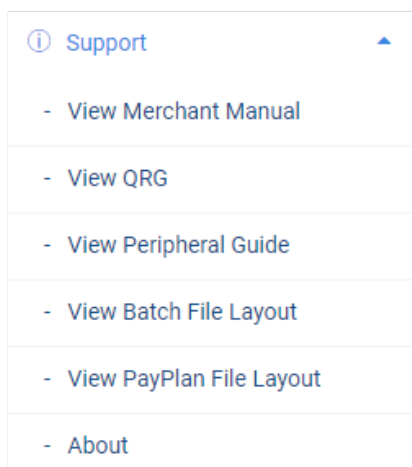 Support
- View Merchant Manual
- View QRG
- View Peripheral Guide
- View Batch File Layout
- View PayPlan File Layout
- About